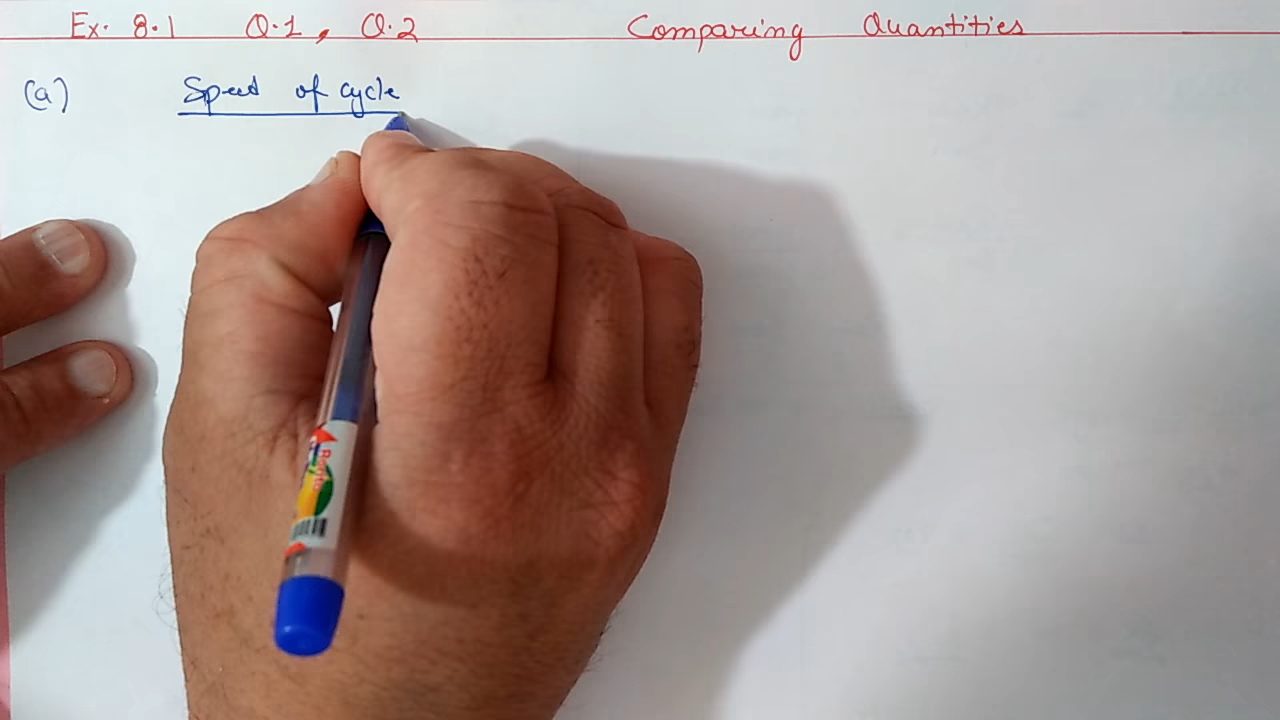 Ex. 8.1 Q.1, Q.2 Comparing Quantities
(a) Speed of cycle